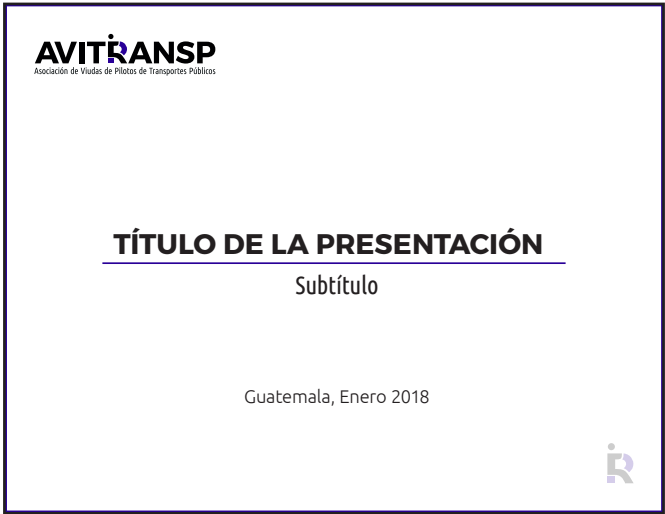 AVITRANSP
Asociación de Viudas de Pilotos de Transportes Públicos
TÍTULO DE LA PRESENTACIÓN
Subtítulo
Guatemala, Enero 2018